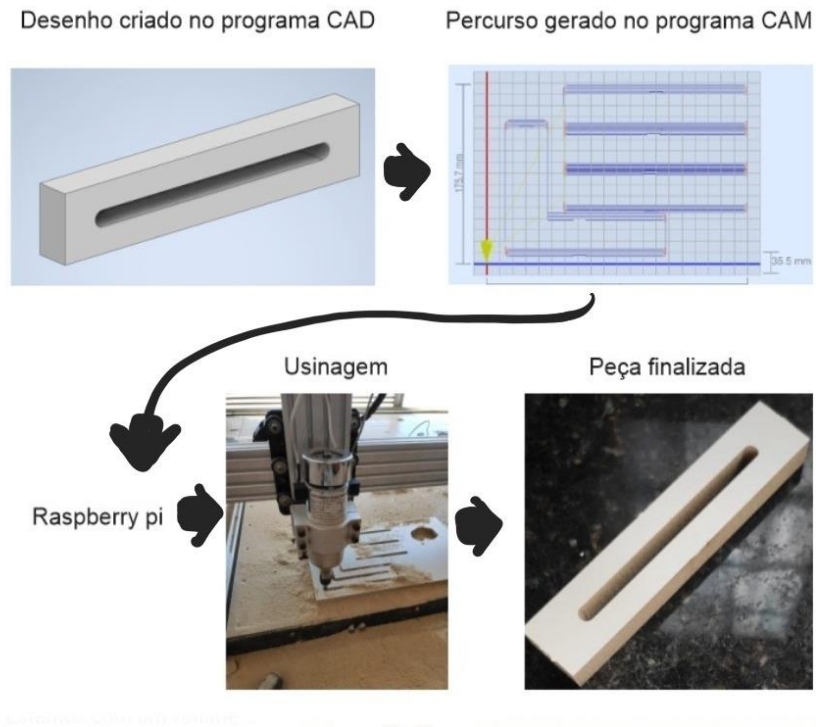 Desenho criado no programa CAD
Percurso gerado no programa CAM
175.7 mm
35.5 mm
Usinagem
Peça finalizada
Raspberry pi